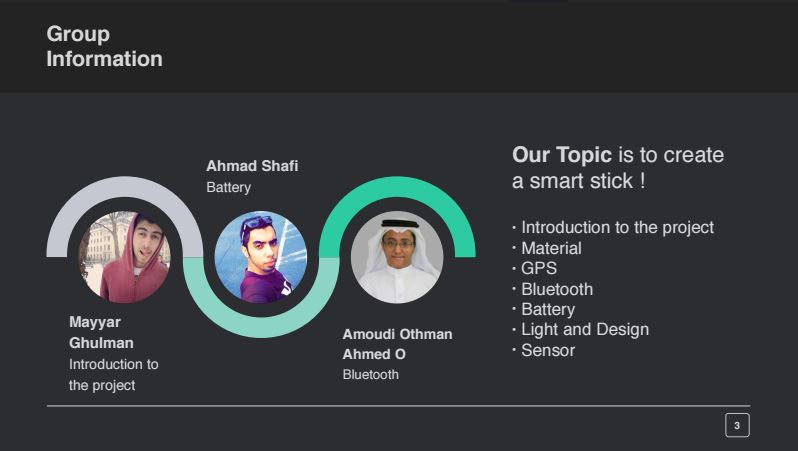 Group
Information
Ahmad Shafi
Battery
Mayyar
Ghulman
Introduction to
the project
Amoudi Othman
Ahmed O
Bluetooth
Our Topic is to create
a smart stick !
· Introduction to the project
· Material
· GPS
· Bluetooth
· Battery
· Light and Design
· Sensor
3